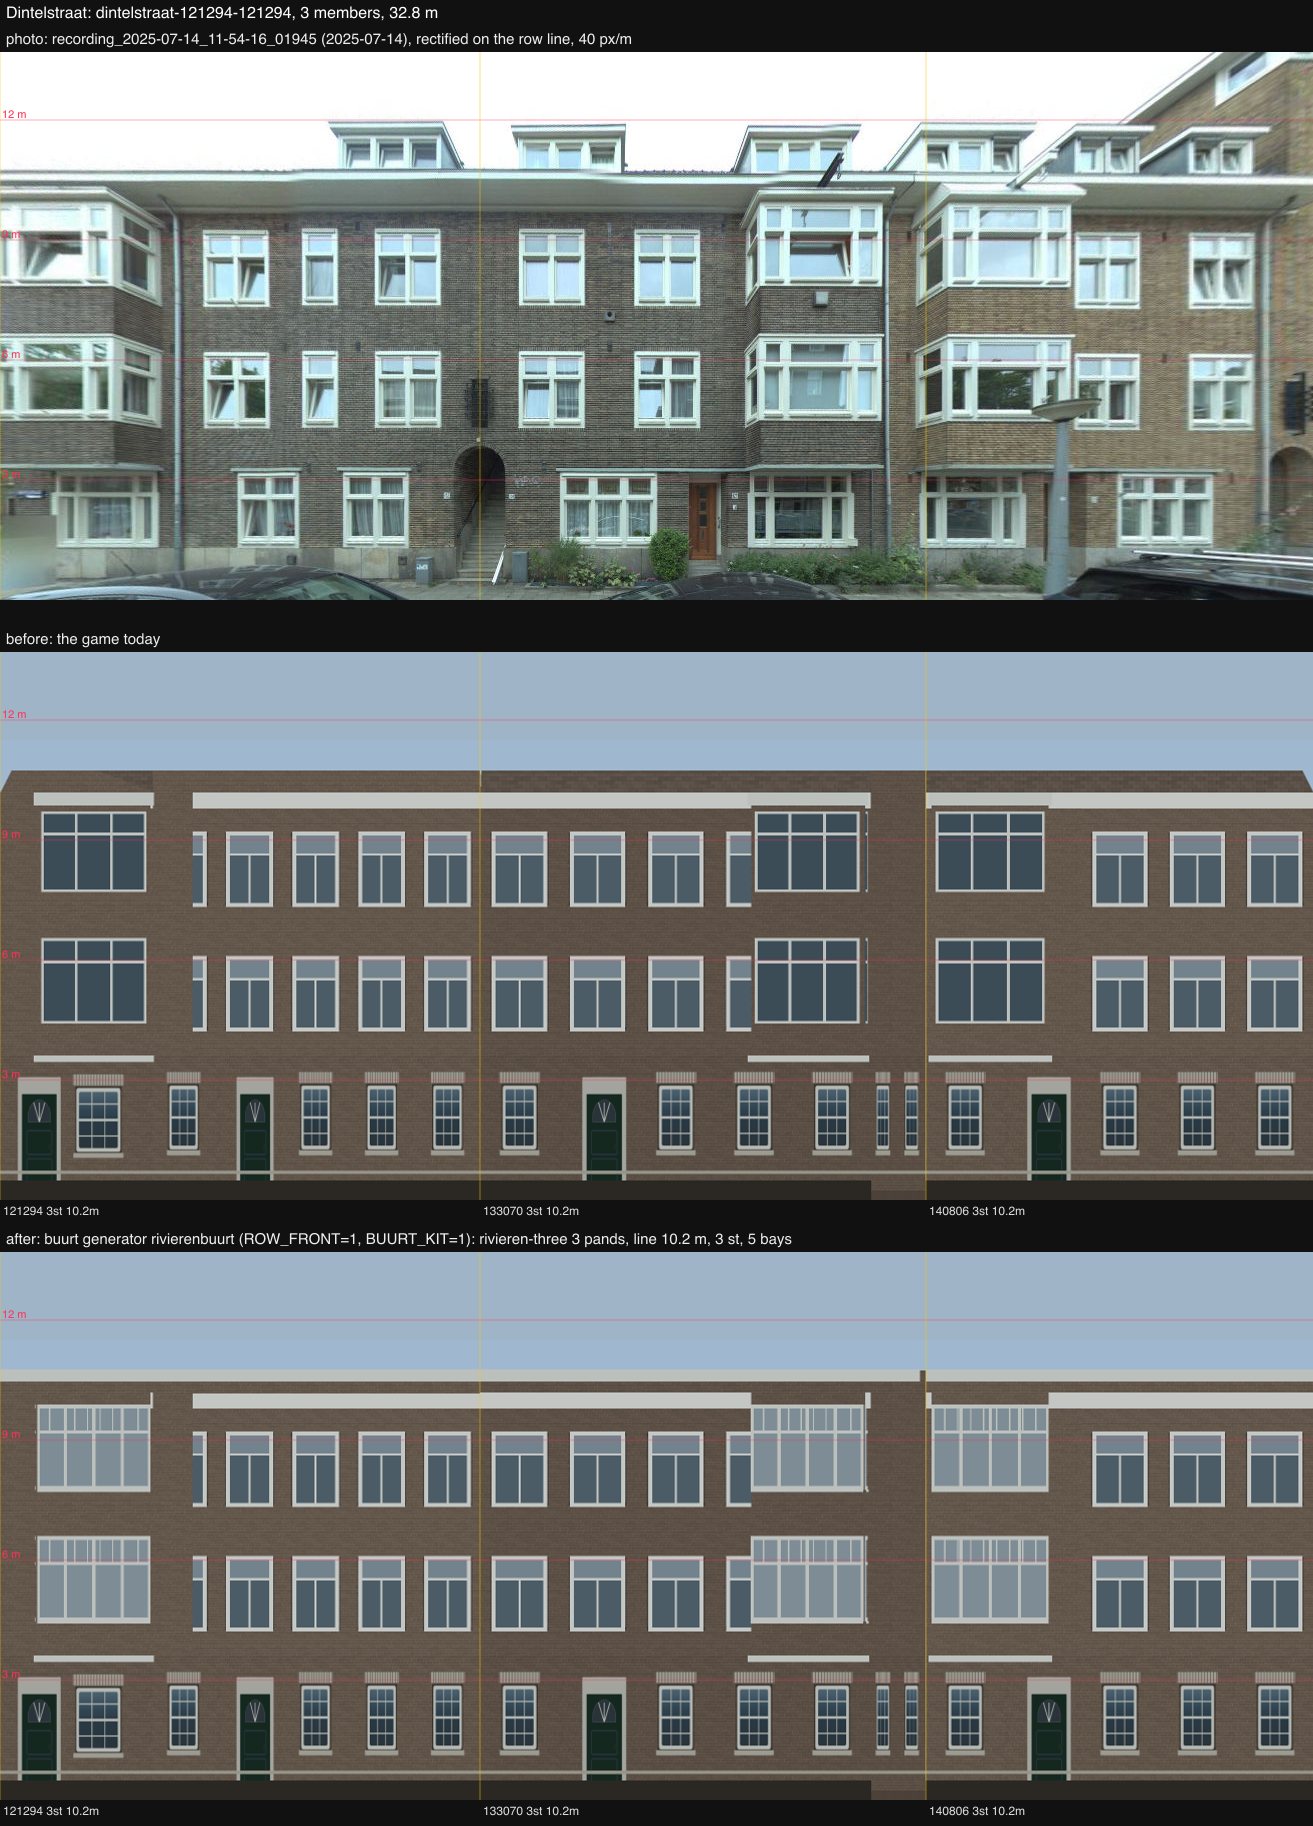 Dintelstraat: dintelstraat-121294-121294, 3 members, 32.8 m
photo: recording_2025-07-14_11-54-16_01945 (2025-07-14), rectified on the row line, 40 px/m
12 m
9 m
6 m
before: the game today
12 m
9 m
6 m
3 m
121294 3st 10.2m
133070 3st 10.2m
140806 3st 10.2m
after: buurt generator rivierenbuurt (ROW_FRONT=1, BUURT_KIT=1): rivieren-three 3 pands, line 10.2 m, 3 st, 5 bays
12 m
9 m
6 m
3 m
121294 3st 10.2m
133070 3st 10.2m
140806 3st 10.2m